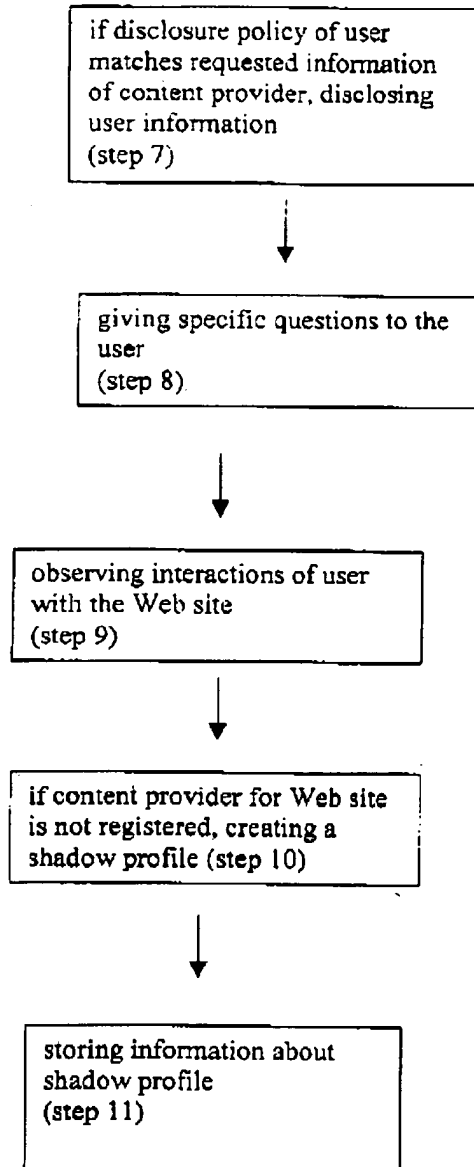 if disclosure policy of user
matches requested information
of content provider, disclosing
user information
(step 7)
giving specific questions to the
user
(step 8)
observing interactions of user
with the Web site
(step 9)
if content provider for Web site
is not registered, creating a
shadow profile (step 10)
storing information about
shadow profile
(step 11)